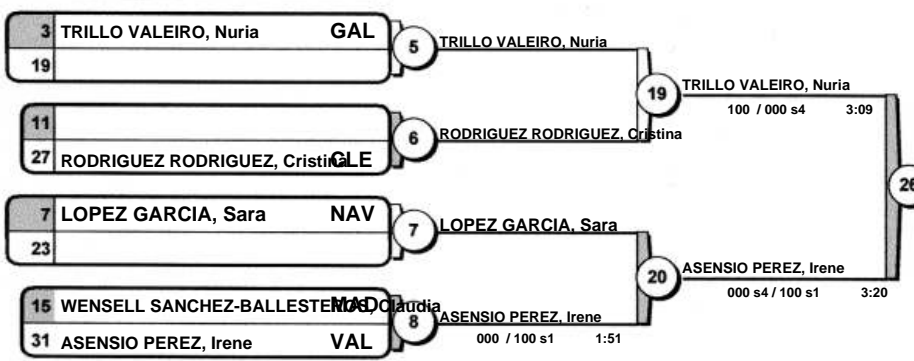 3 TRILLO VALEIRO, Nuria GAL
19
5 TRILLO VALEIRO, Nuria
19 TRILLO VALEIRO, Nuria
100 / 000 s4 3:09
11
27 RODRIGUEZ RODRIGUEZ, Cristina CLE
6 RODRIGUEZ RODRIGUEZ, Cristina
26
7 LOPEZ GARCIA, Sara NAV
23
7 LOPEZ GARCIA, Sara
20 ASENSIO PEREZ, Irene
000 s4 / 100 s1 3:20
15 WENSELL SANCHEZ-BALLESTEROS, Claudia MAD
31 ASENSIO PEREZ, Irene VAL
8 ASENSIO PEREZ, Irene
000 / 100 s1 1:51